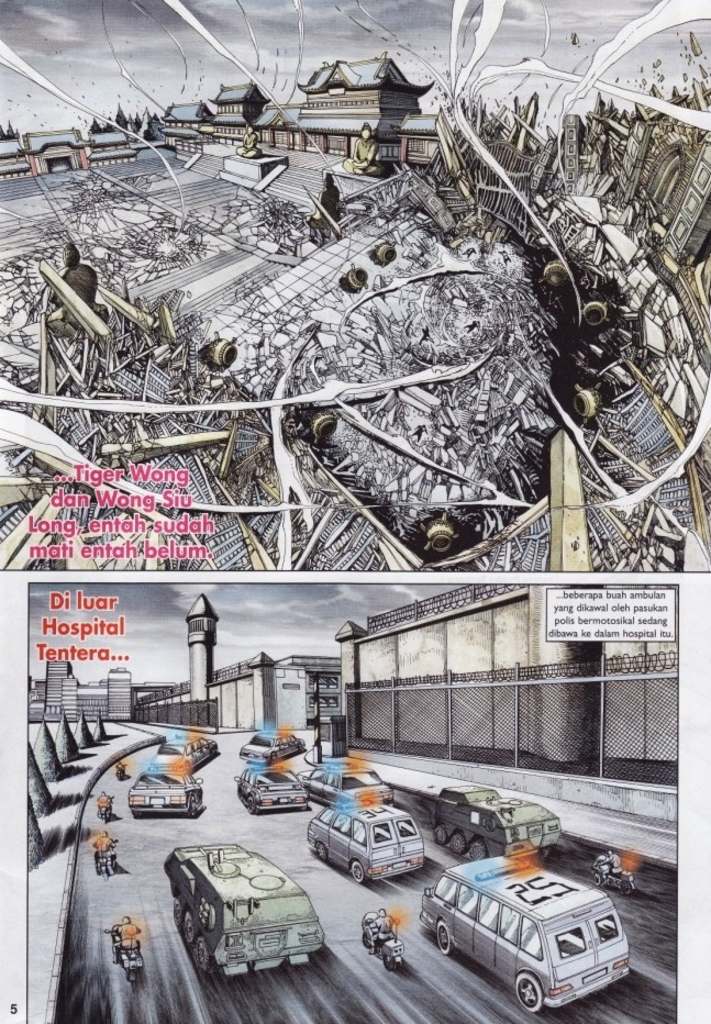 ...Tiger Wong
dan Wong Siu
Long, entah sudah
mati entah belum.
Di luar
Hospital
Tentera...
...beberapa buah ambulan
yang dikawal oleh pasukan
polis bermotosikal sedang
dibawa ke dalam hospital itu.
25
5